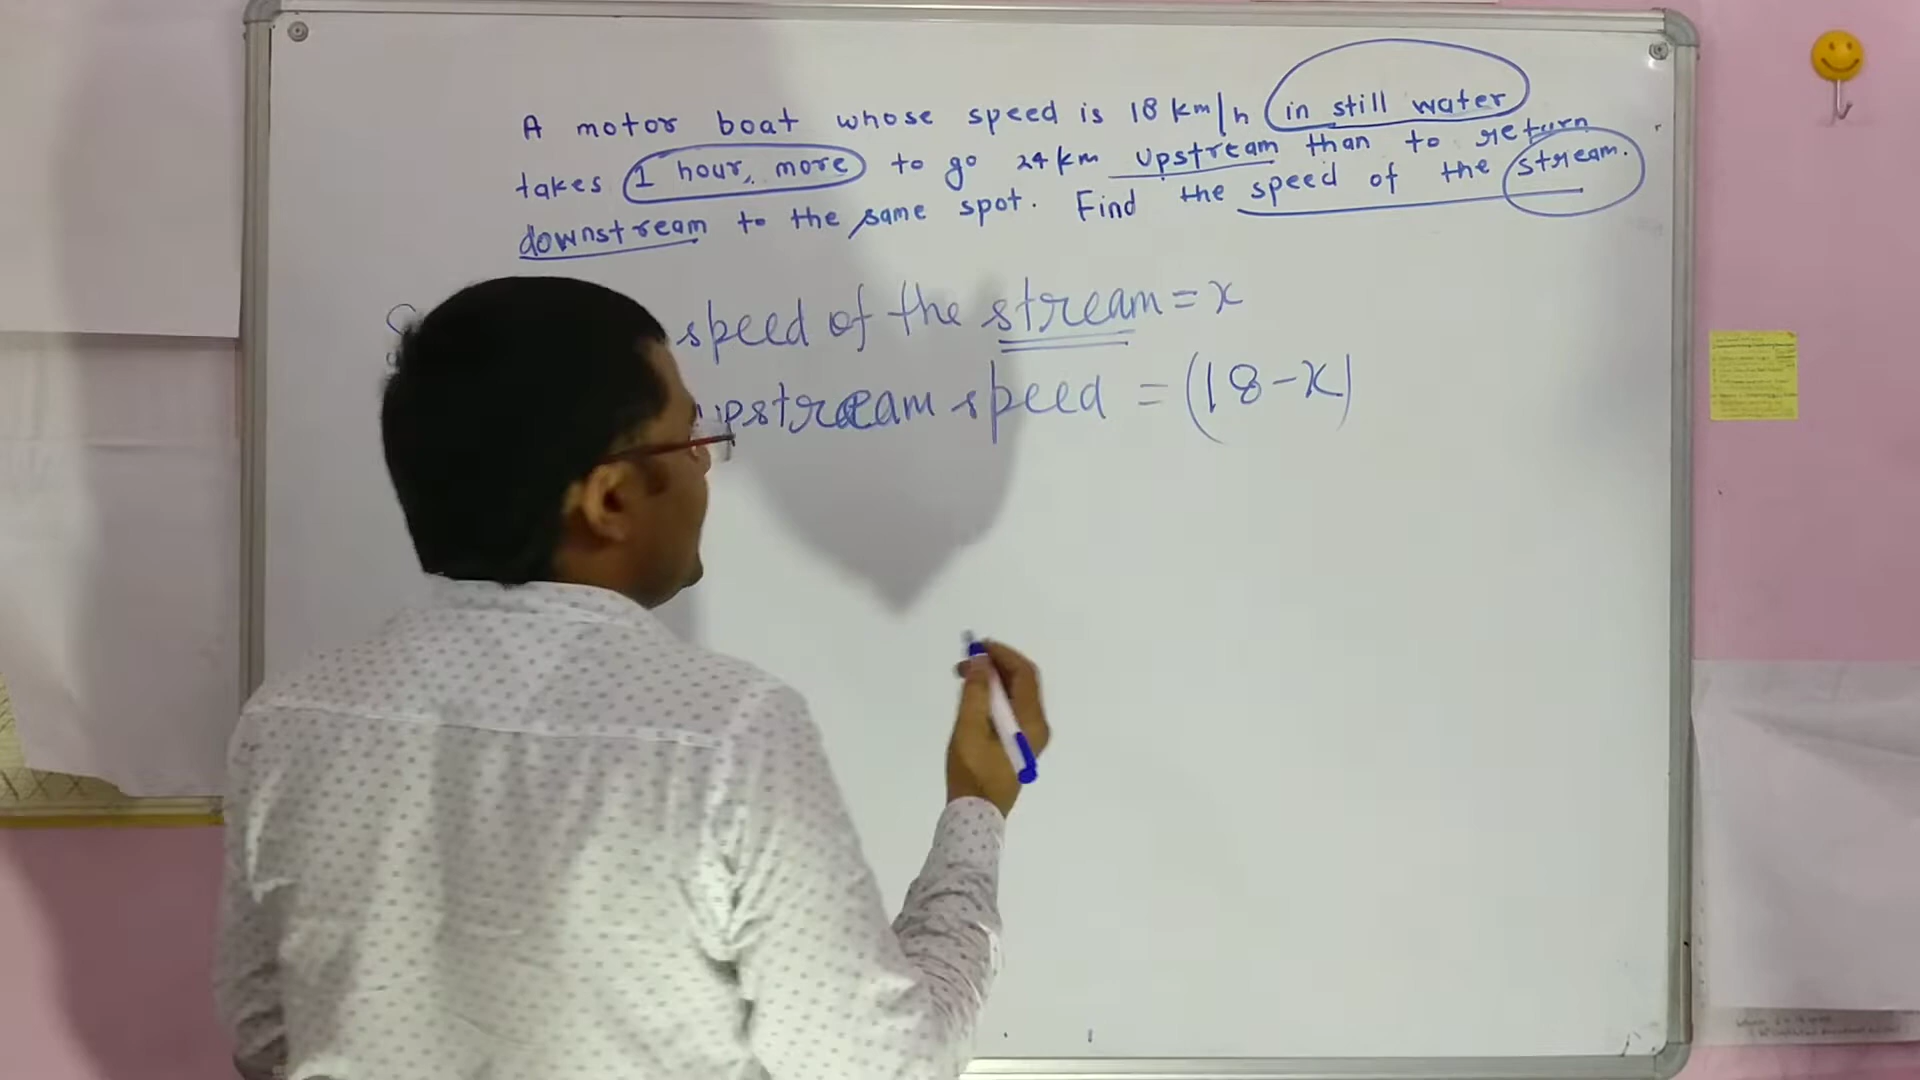 A motor boat whose speed is 18 km/h in still water
takes 1 hour, more to go 24 km upstream than to return
downstream to the same spot. Find the speed of the stream.
speed of the stream = x
upstream speed = (18-x)